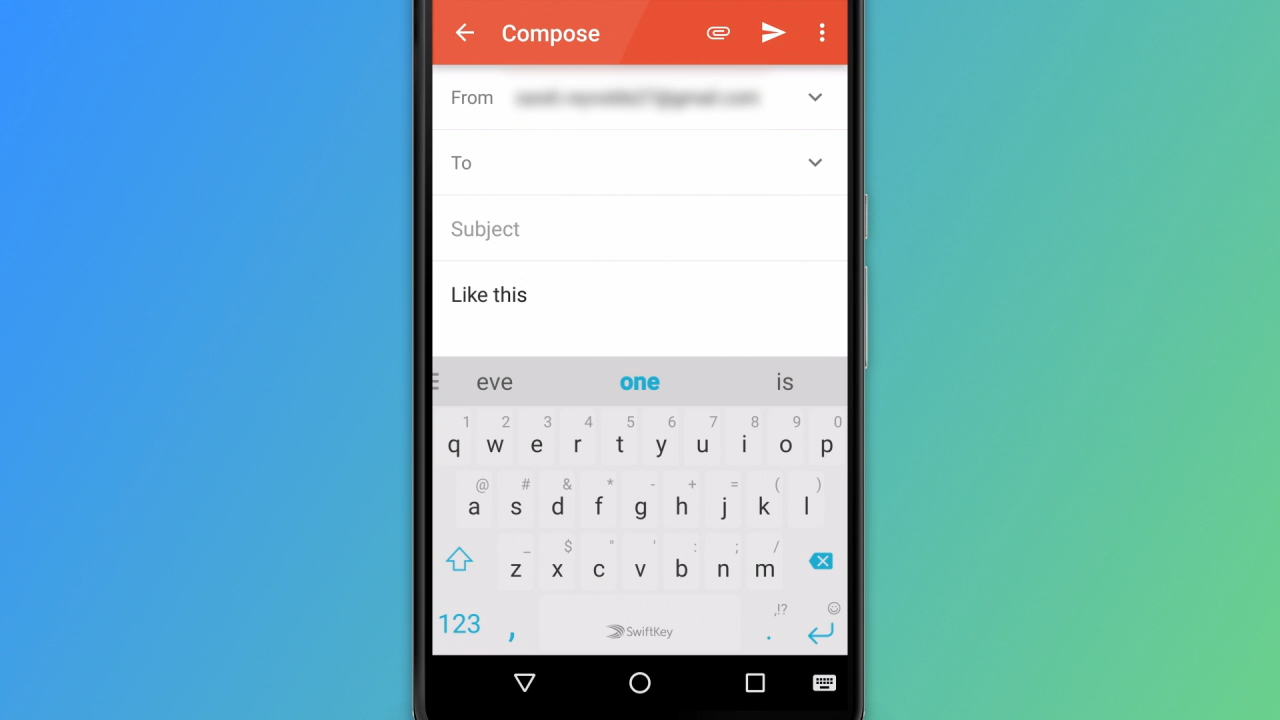 Compose
From
To
Subject
Like this
eve one is
1 2 3 4 5 6 7 8 9 0
q w e r t y u i o p
@ # & * - + = ( )
a s d f g h j k l
_ $ " ' : ; /
z x c v b n m
,!?
123 , SwiftKey .